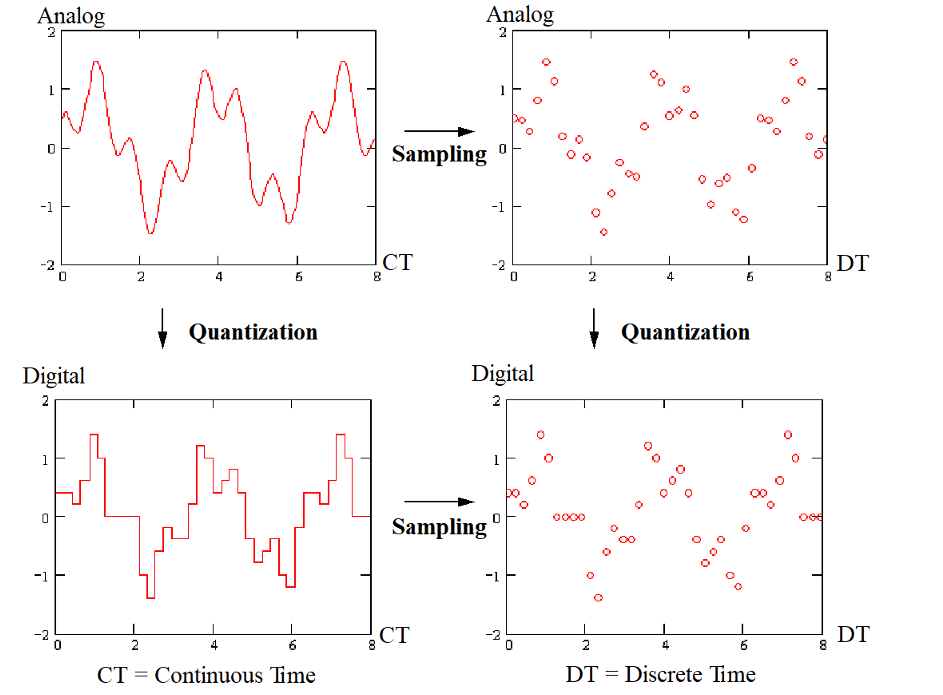 Analog
2
1
0
-1
-2
0 2 4 6 8
CT
Sampling
Analog
2
1
0
-1
-2
0 2 4 6 8
DT
Quantization
Quantization
Digital
2
1
0
-1
-2
0 2 4 6 8
CT
Sampling
Digital
2
1
0
-1
-2
0 2 4 6 8
DT
CT = Continuous Time
DT = Discrete Time